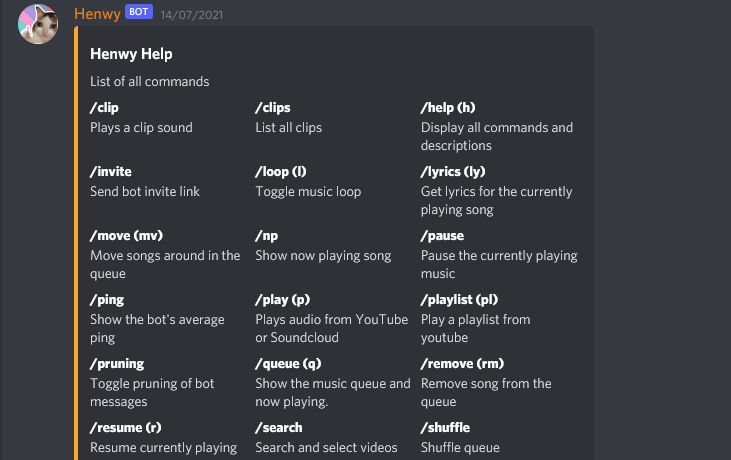 Henwy BOT 14/07/2021
Henwy Help
List of all commands
/clip /clips /help (h)
Plays a clip sound List all clips Display all commands and
descriptions
/invite /loop (l) /lyrics (ly)
Send bot invite link Toggle music loop Get lyrics for the currently
playing song
/move (mv) /np /pause
Move songs around in the Show now playing song Pause the currently playing
queue music
/ping /play (p) /playlist (pl)
Show the bot's average Plays audio from YouTube Play a playlist from
ping or Soundcloud youtube
/pruning /queue (q) /remove (rm)
Toggle pruning of bot Show the music queue and Remove song from the
messages now playing. queue
/resume (r) /search /shuffle
Resume currently playing Search and select videos Shuffle queue